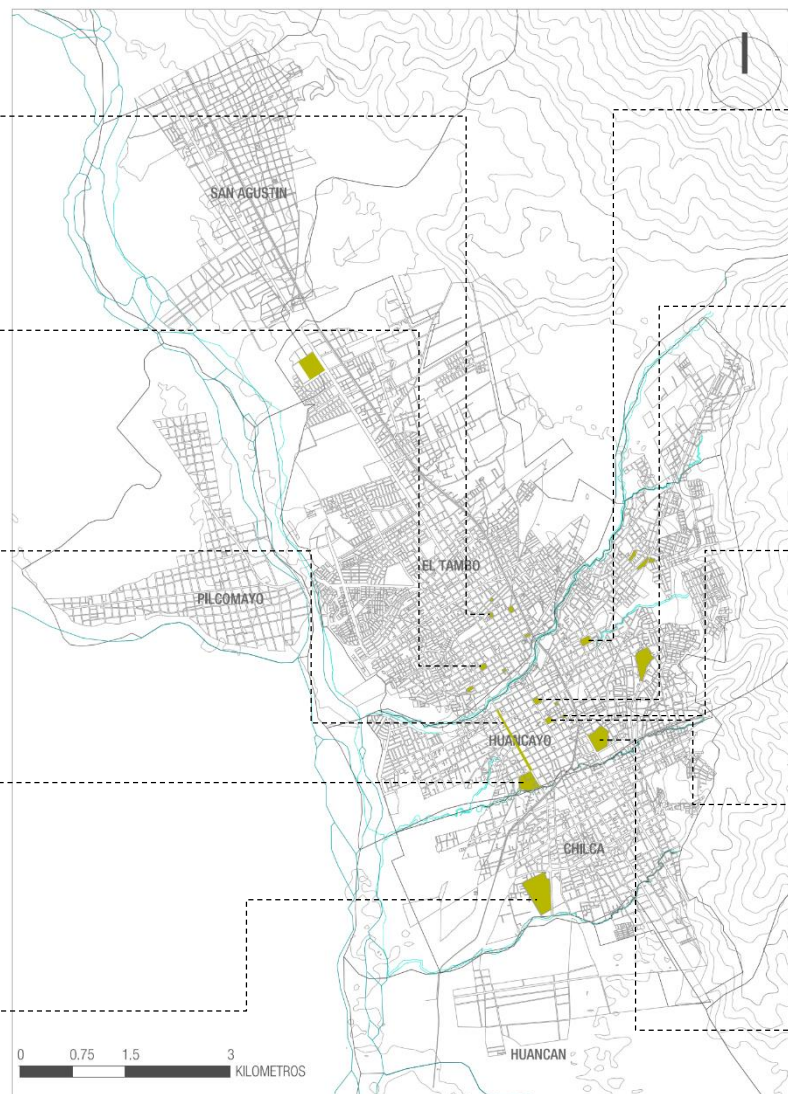 SAN AGUSTIN
EL TAMBO
PILCOMAYO
HUANCAYO
CHILCA
HUANCAN
0 0.75 1.5 3
KILOMETROS